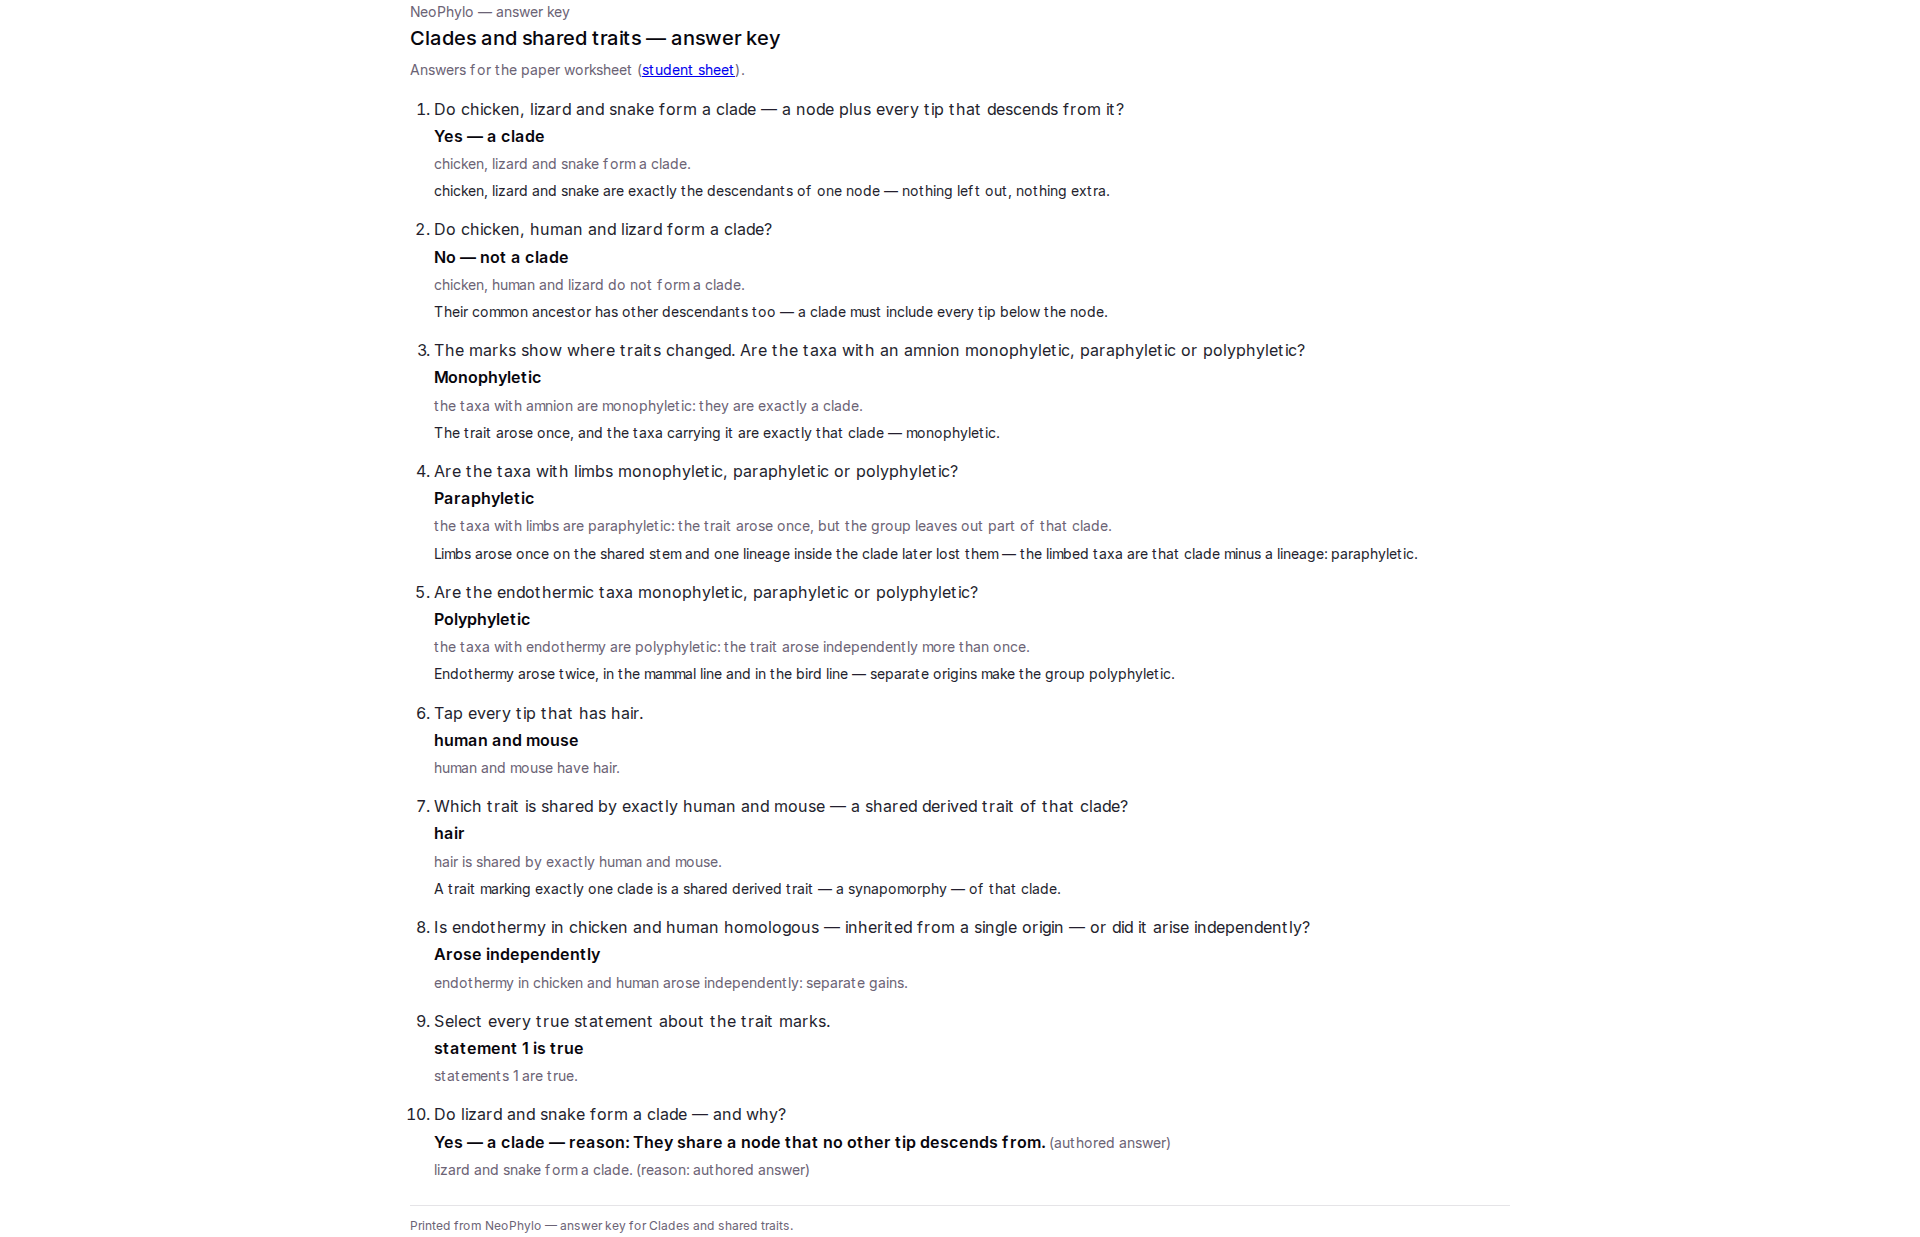 NeoPhylo — answer key
Clades and shared traits — answer key
Answers for the paper worksheet (student sheet).
1. Do chicken, lizard and snake form a clade — a node plus every tip that descends from it?
Yes — a clade
chicken, lizard and snake form a clade.
chicken, lizard and snake are exactly the descendants of one node — nothing left out, nothing extra.
2. Do chicken, human and lizard form a clade?
No — not a clade
chicken, human and lizard do not form a clade.
Their common ancestor has other descendants too — a clade must include every tip below the node.
3. The marks show where traits changed. Are the taxa with an amnion monophyletic, paraphyletic or polyphyletic?
Monophyletic
the taxa with amnion are monophyletic: they are exactly a clade.
The trait arose once, and the taxa carrying it are exactly that clade — monophyletic.
4. Are the taxa with limbs monophyletic, paraphyletic or polyphyletic?
Paraphyletic
the taxa with limbs are paraphyletic: the trait arose once, but the group leaves out part of that clade.
Limbs arose once on the shared stem and one lineage inside the clade later lost them — the limbed taxa are that clade minus a lineage: paraphyletic.
5. Are the endothermic taxa monophyletic, paraphyletic or polyphyletic?
Polyphyletic
the taxa with endothermy are polyphyletic: the trait arose independently more than once.
Endothermy arose twice, in the mammal line and in the bird line — separate origins make the group polyphyletic.
6. Tap every tip that has hair.
human and mouse
human and mouse have hair.
7. Which trait is shared by exactly human and mouse — a shared derived trait of that clade?
hair
hair is shared by exactly human and mouse.
A trait marking exactly one clade is a shared derived trait — a synapomorphy — of that clade.
8. Is endothermy in chicken and human homologous — inherited from a single origin — or did it arise independently?
Arose independently
endothermy in chicken and human arose independently: separate gains.
9. Select every true statement about the trait marks.
statement 1 is true
statements 1 are true.
10. Do lizard and snake form a clade — and why?
Yes — a clade — reason: They share a node that no other tip descends from. (authored answer)
lizard and snake form a clade. (reason: authored answer)
Printed from NeoPhylo — answer key for Clades and shared traits.